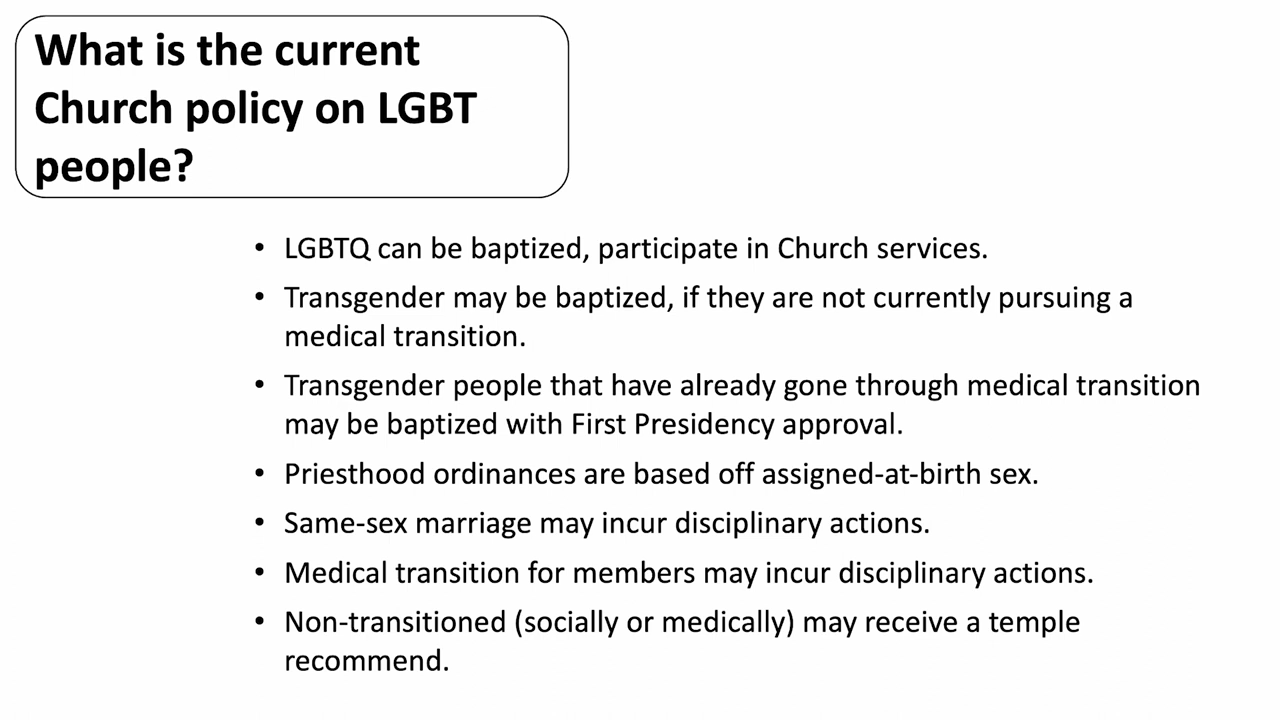 What is the current
Church policy on LGBT
people?
• LGBTQ can be baptized, participate in Church services.
• Transgender may be baptized, if they are not currently pursuing a
medical transition.
• Transgender people that have already gone through medical transition
may be baptized with First Presidency approval.
• Priesthood ordinances are based off assigned-at-birth sex.
• Same-sex marriage may incur disciplinary actions.
• Medical transition for members may incur disciplinary actions.
• Non-transitioned (socially or medically) may receive a temple
recommend.